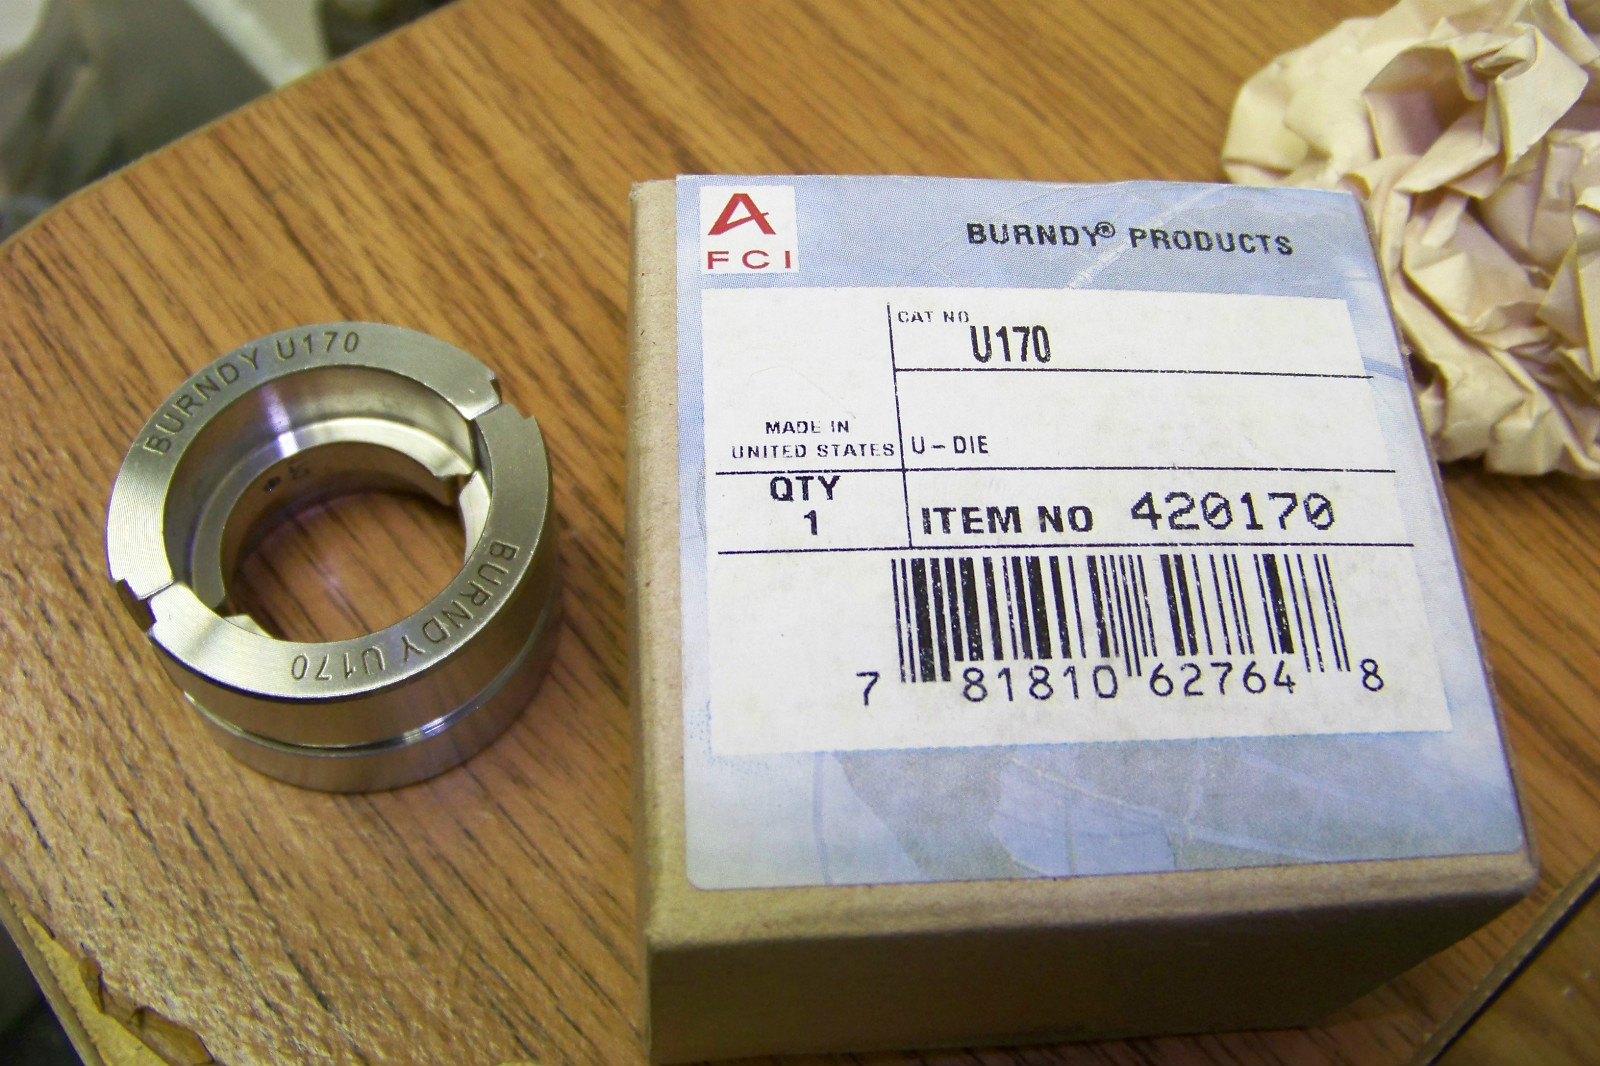 BURNDY U170
BURNDY U170
A
FCI
BURNDY® PRODUCTS
CAT NO
U170
MADE IN
UNITED STATES
U-DIE
QTY
1
ITEM NO 420170
7 81810 62764 8